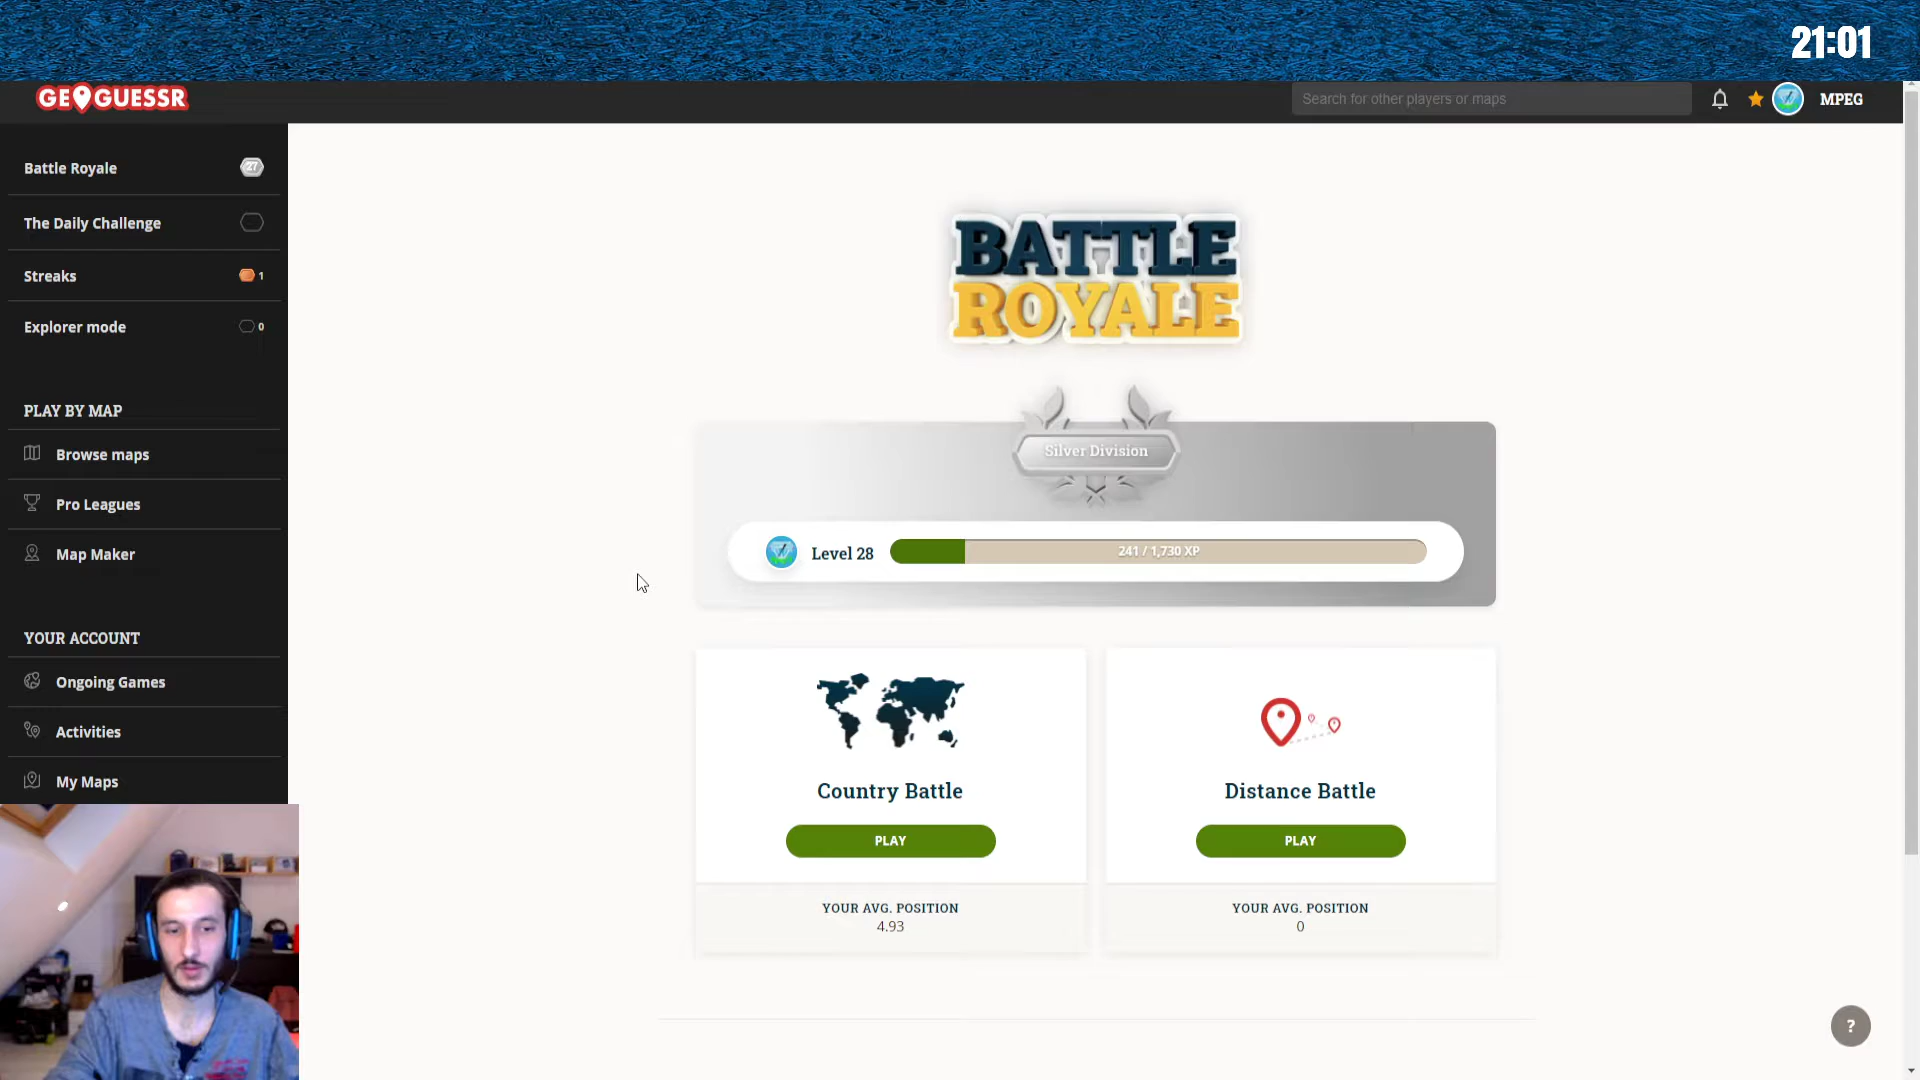 21:01
GEOGUESSR
Search for other players or maps
MPEG
Battle Royale
27
The Daily Challenge
Streaks
1
Explorer mode
0
PLAY BY MAP
Browse maps
Pro Leagues
Map Maker
YOUR ACCOUNT
Ongoing Games
Activities
My Maps
BATTLE
ROYALE
Silver Division
Level 28
241 / 1,730 XP
Country Battle
PLAY
YOUR AVG. POSITION
4.93
Distance Battle
PLAY
YOUR AVG. POSITION
0
?